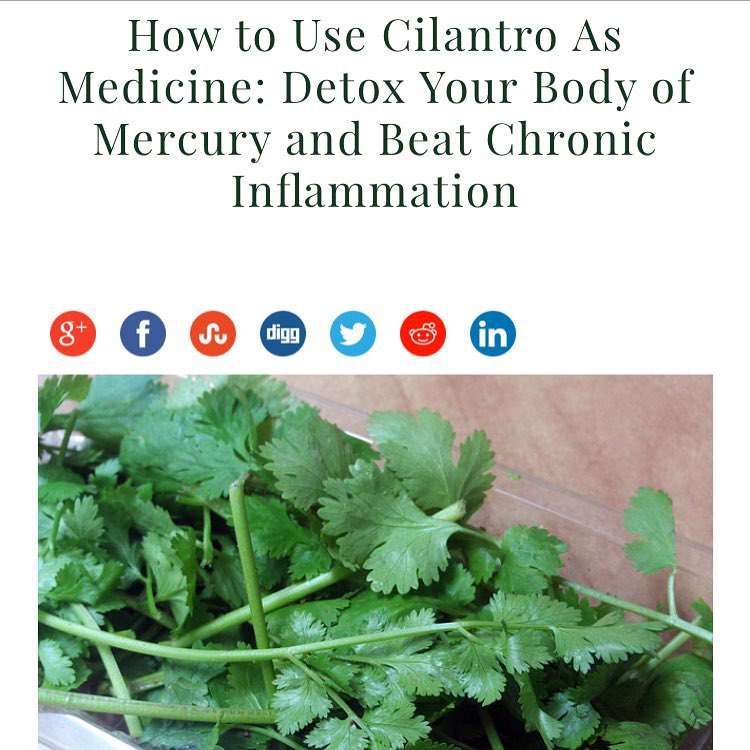 How to Use Cilantro As
Medicine: Detox Your Body of
Mercury and Beat Chronic
Inflammation
g+
f
digg
in